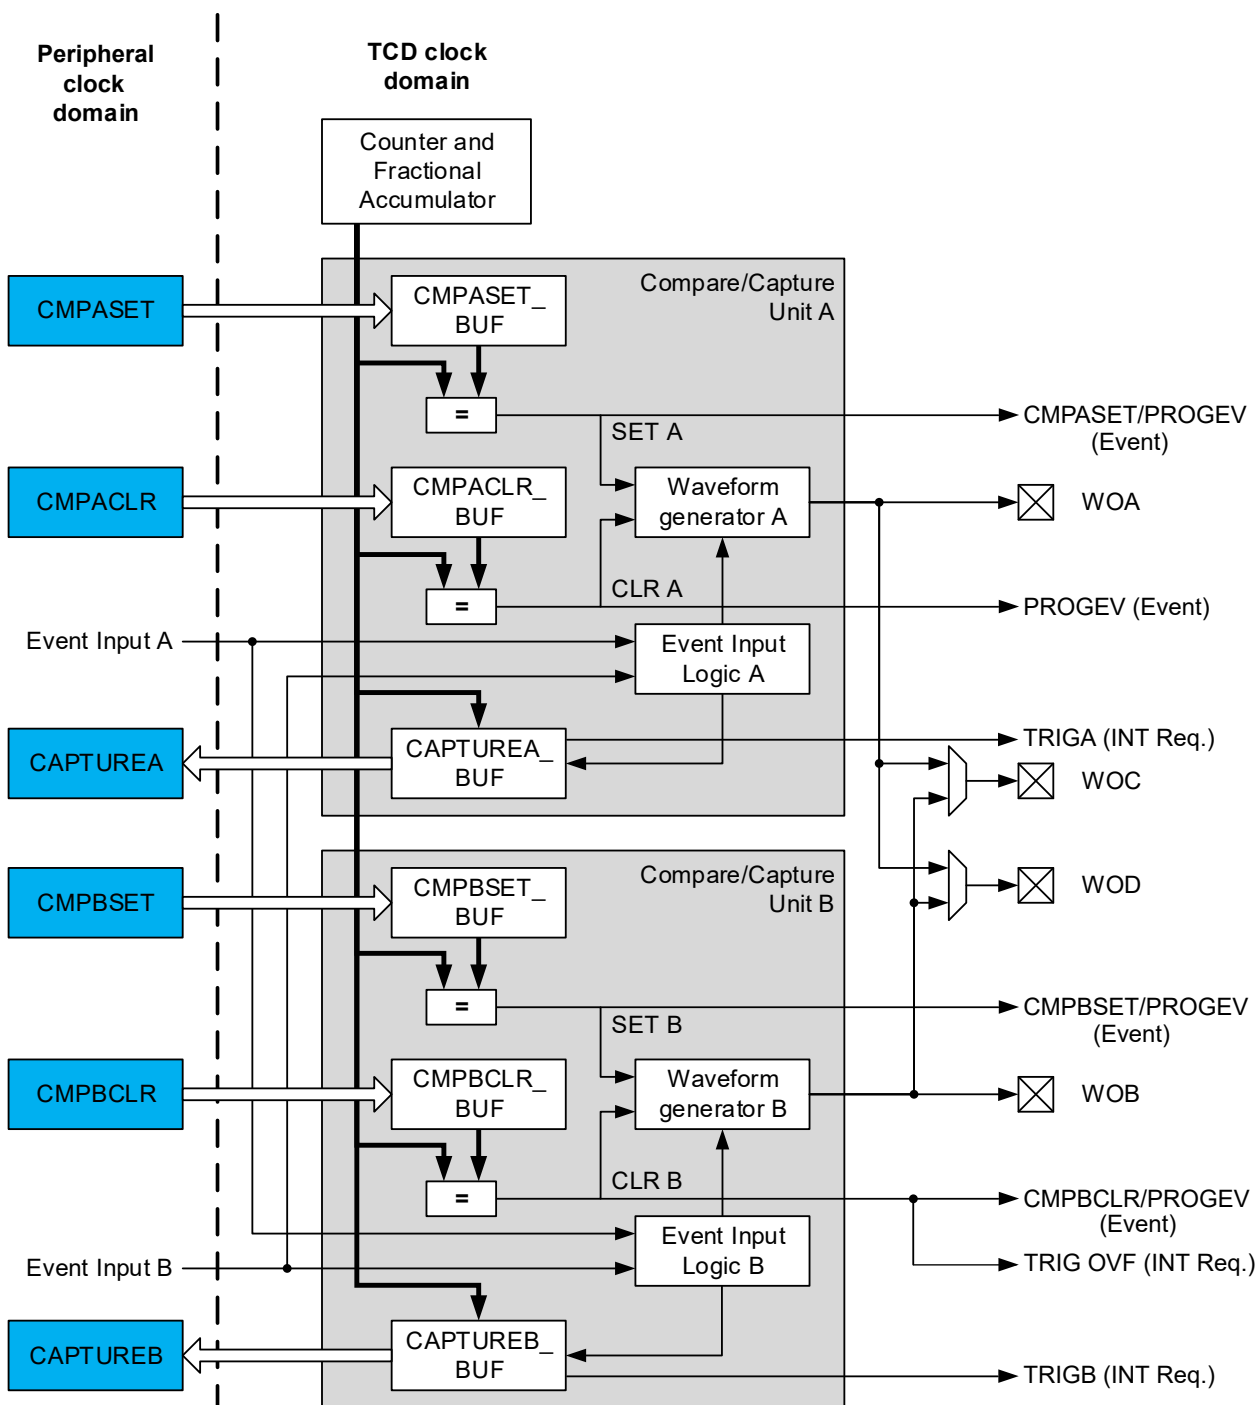 Peripheral
clock
domain
TCD clock
domain
Counter and
Fractional
Accumulator
Compare/Capture
Unit A
CMPASET
CMPASET_
BUF
=
SET A
CMPASET/PROGEV
(Event)
CMPACLR
CMPACLR_
BUF
Waveform
generator A
WOA
=
CLR A
PROGEV (Event)
Event Input A
Event Input
Logic A
CAPTUREA
CAPTUREA_
BUF
TRIGA (INT Req.)
WOC
Compare/Capture
Unit B
CMPBSET
CMPBSET_
BUF
WOD
=
SET B
CMPBSET/PROGEV
(Event)
CMPBCLR
CMPBCLR_
BUF
Waveform
generator B
WOB
=
CLR B
CMPBCLR/PROGEV
(Event)
Event Input B
Event Input
Logic B
TRIG OVF (INT Req.)
CAPTUREB
CAPTUREB_
BUF
TRIGB (INT Req.)